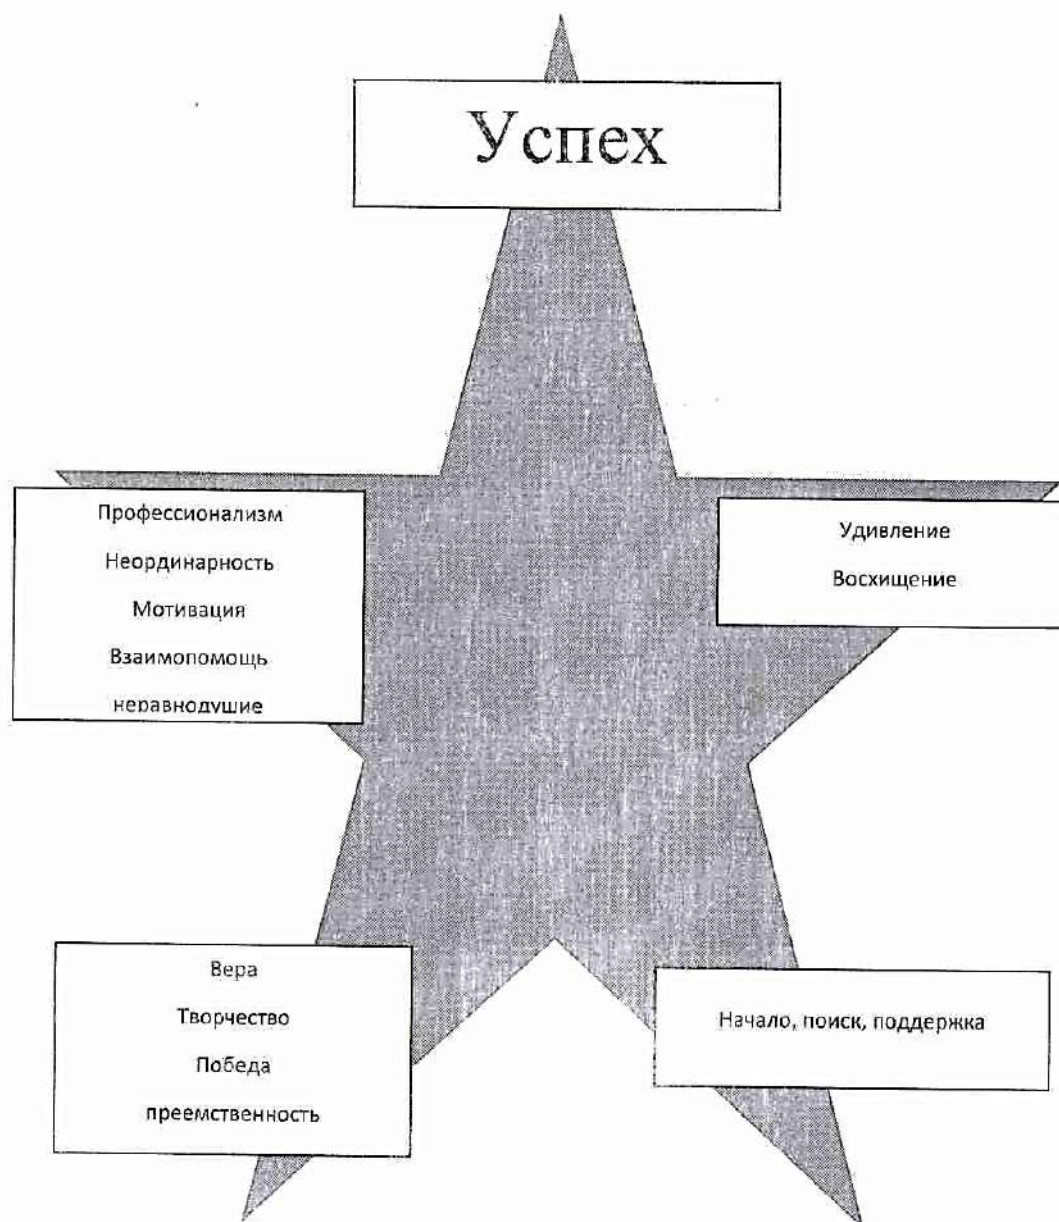 Успех
Профессионализм
Неординарность
Мотивация
Взаимопомощь
неравнодушие
Удивление
Восхищение
Вера
Творчество
Победа
преемственность
Начало, поиск, поддержка